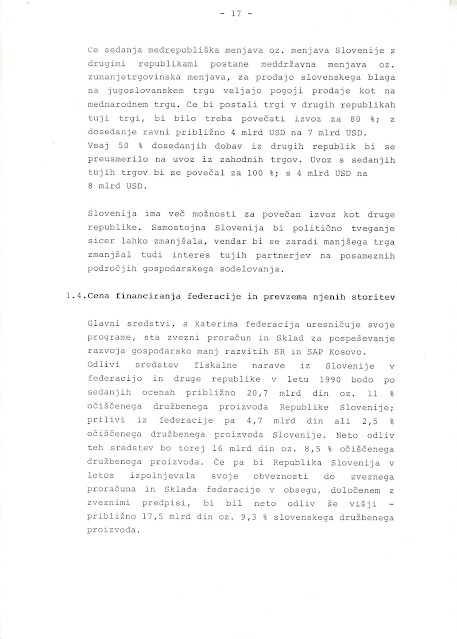 - 17 -
Če sedanja medrepubliška menjava oz. menjava Slovenije z
drugimi republikami postane meddržavna menjava oz.
zunanjetrgovinska menjava, za prodajo slovenskega blaga
na jugoslovanskem trgu veljajo pogoji prodaje kot na
mednarodnem trgu. Če bi postali trgi v drugih republikah
tuji trgi, bi bilo treba povečati izvoz za 80 %; z
dosedanje ravni približno 4 mlrd USD na 7 mlrd USD.
Vsaj 50 % dosedanjih dobav iz drugih republik bi se
preusmerilo na uvoz iz zahodnih trgov. Uvoz s sedanjih
tujih trgov bi se povečal za 100 %; s 4 mlrd USD na
8 mlrd USD.
Slovenija ima več možnosti za povečan izvoz kot druge
republike. Samostojna Slovenija bi politično tveganje
sicer lahko zmanjšala, vendar bi se zaradi manjšega trga
zmanjšal tudi interes tujih partnerjev na posameznih
področjih gospodarskega sodelovanja.
1.4.Cena financiranja federacije in prevzema njenih storitev
Glavni sredstvi, s katerima federacija uresničuje svoje
programe, sta zvezni proračun in Sklad za pospeševanje
razvoja gospodarsko manj razvitih SR in SAP Kosovo.
Odlivi sredstev fiskalne narave iz Slovenije v
federacijo in druge republike v letu 1990 bodo po
sedanjih ocenah približno 20,7 mlrd din oz. 11 %
očiščenega družbenega proizvoda Republike Slovenije;
prilivi iz federacije pa 4,7 mlrd din ali 2,5 %
očiščenega družbenega proizvoda Slovenije. Neto odliv
teh sredstev bo torej 16 mlrd din oz. 8,5 % očiščenega
družbenega proizvoda. Če pa bi Republika Slovenija v
letos izpolnjevala svoje obveznosti do zveznega
proračuna in Sklada federacije v obsegu, določenem z
zveznimi predpisi, bi bil neto odliv še višji -
približno 17,5 mlrd din oz. 9,3 % slovenskega družbenega
proizvoda.